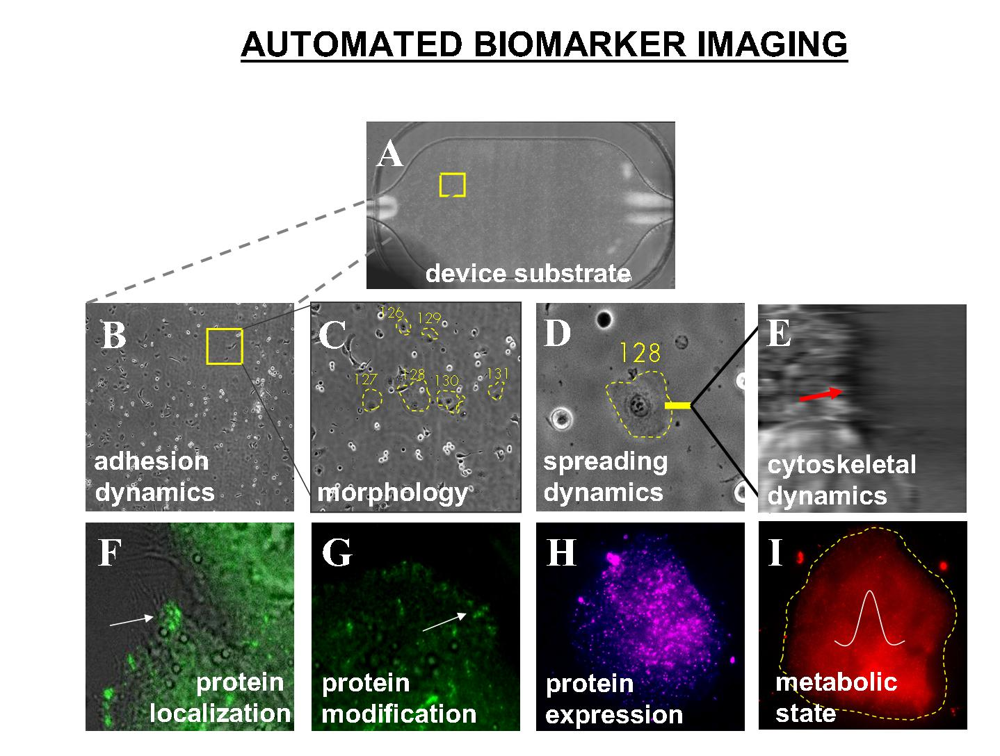 AUTOMATED BIOMARKER IMAGING
A
device substrate
B
adhesion
dynamics
C
126
129
127
128
130
131
morphology
D
128
spreading
dynamics
E
cytoskeletal
dynamics
F
protein
localization
G
protein
modification
H
protein
expression
I
metabolic
state